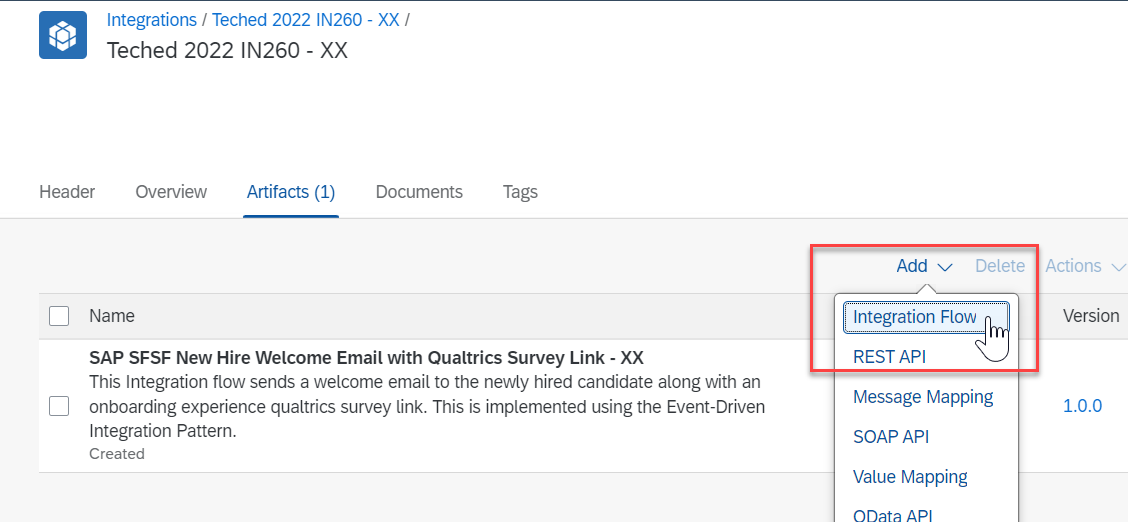 Integrations / Teched 2022 IN260 - XX /
Teched 2022 IN260 - XX
Header Overview Artifacts (1) Documents Tags
Add Delete Actions
Name Version
Integration Flow
REST API
Message Mapping
SOAP API
Value Mapping
OData API
SAP SFSF New Hire Welcome Email with Qualtrics Survey Link - XX
This Integration flow sends a welcome email to the newly hired candidate along with an
onboarding experience qualtrics survey link. This is implemented using the Event-Driven
Integration Pattern.
Created
1.0.0